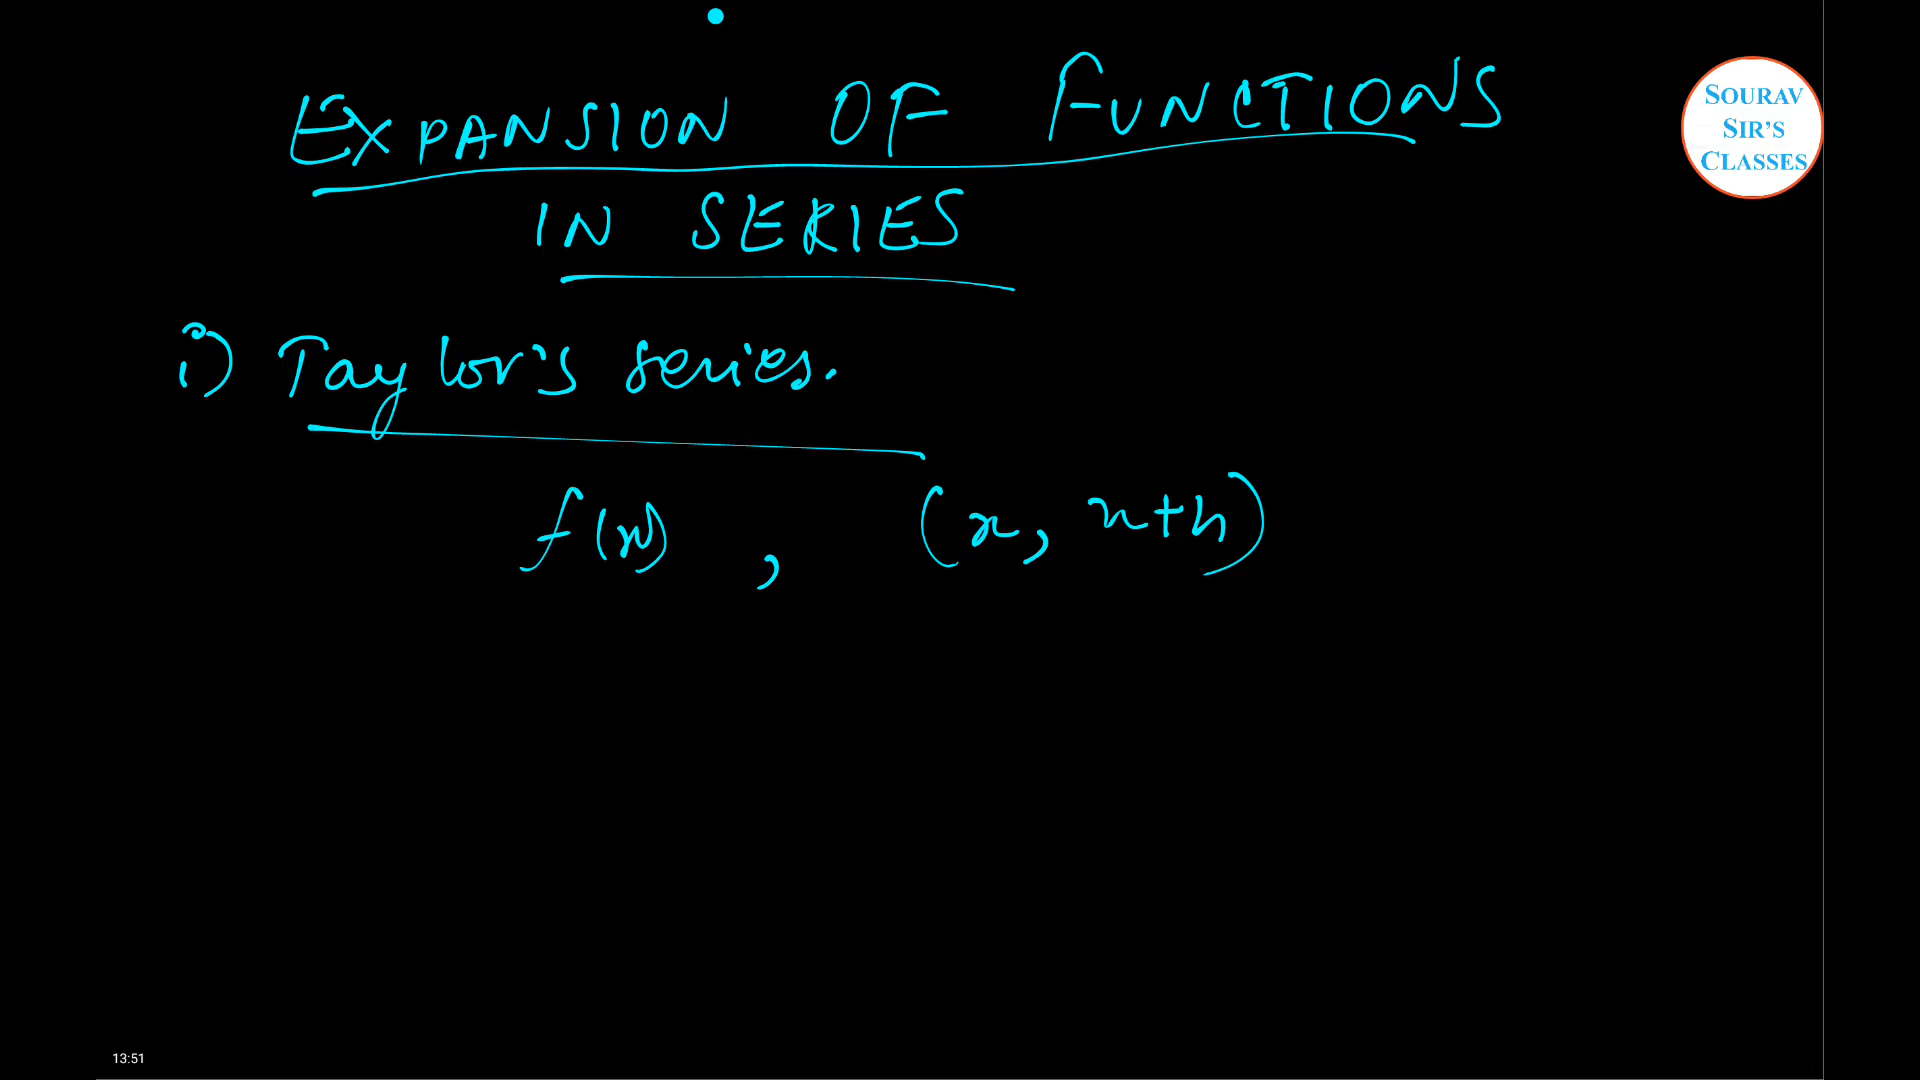 EXPANSION OF FUNCTIONS
IN SERIES
SOURAV
SIR'S
CLASSES
i) Taylor's series.
f(x) , (x, x+h)
13:51